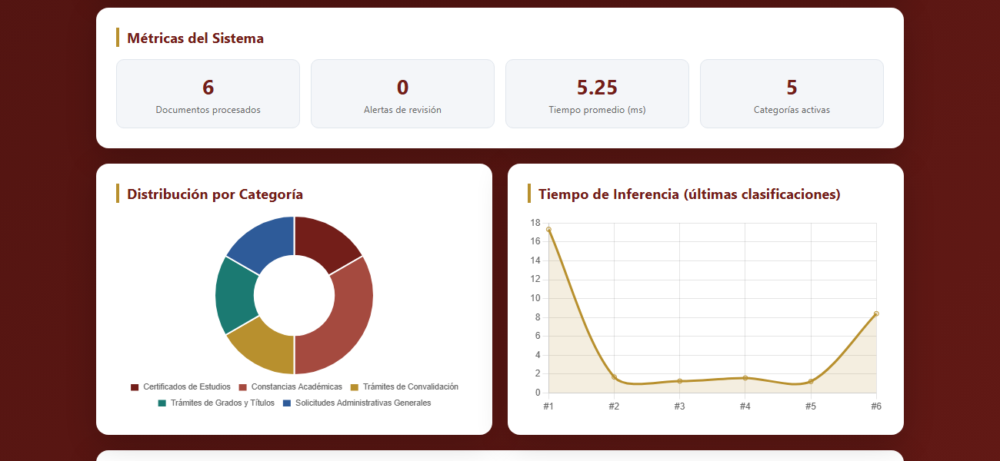 Métricas del Sistema
6
Documentos procesados
0
Alertas de revisión
5.25
Tiempo promedio (ms)
5
Categorías activas
Distribución por Categoría
Certificados de Estudios
Constancias Académicas
Trámites de Convalidación
Trámites de Grados y Títulos
Solicitudes Administrativas Generales
Tiempo de Inferencia (últimas clasificaciones)
18
16
14
12
10
8
6
4
2
0
#1
#2
#3
#4
#5
#6